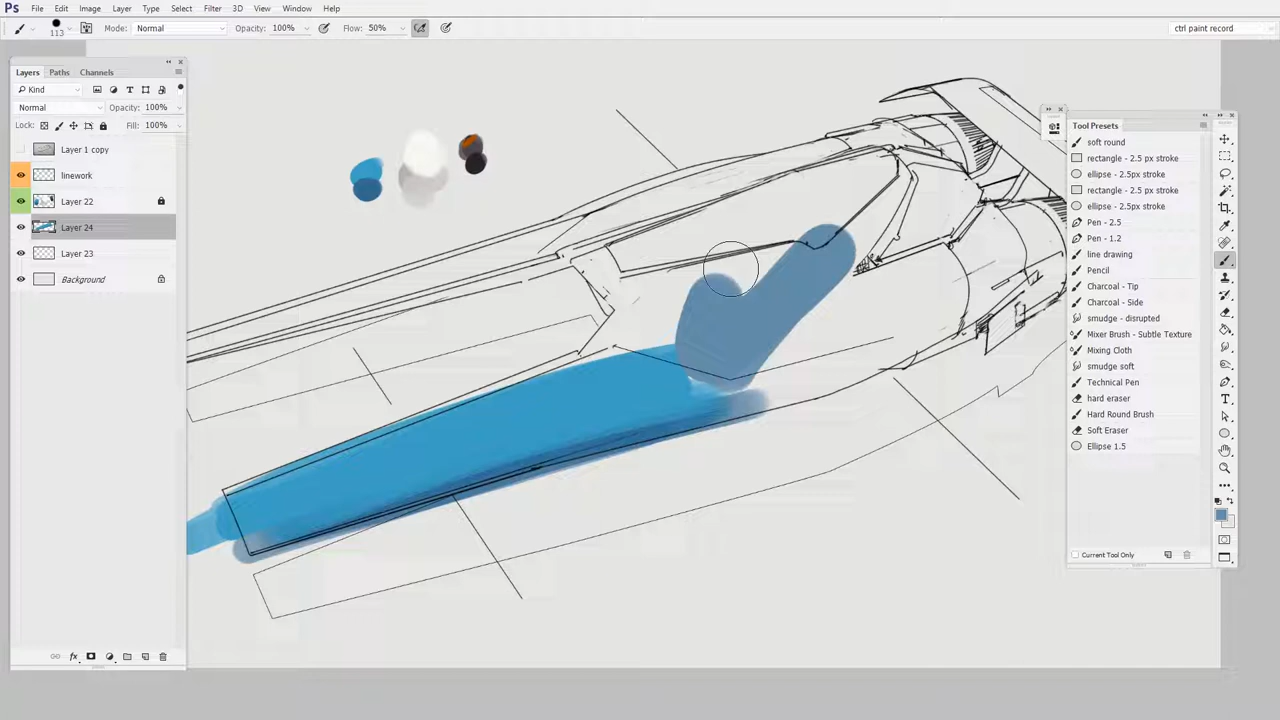 Ps File Edit Image Layer Type Select Filter 3D View Window Help
113 Mode: Normal Opacity: 100% Flow: 50% ctrl paint record
Layers Paths Channels
Kind
Normal Opacity: 100%
Lock: Fill: 100%
Layer 1 copy
linework
Layer 22
Layer 24
Layer 23
Background
fx
Tool Presets
soft round
rectangle - 2.5 px stroke
ellipse - 2.5px stroke
rectangle - 2.5 px stroke
ellipse - 2.5px stroke
Pen - 2.5
Pen - 1.2
line drawing
Pencil
Charcoal - Tip
Charcoal - Side
smudge - disrupted
Mixer Brush - Subtle Texture
Mixing Cloth
smudge soft
Technical Pen
hard eraser
Hard Round Brush
Soft Eraser
Ellipse 1.5
Current Tool Only